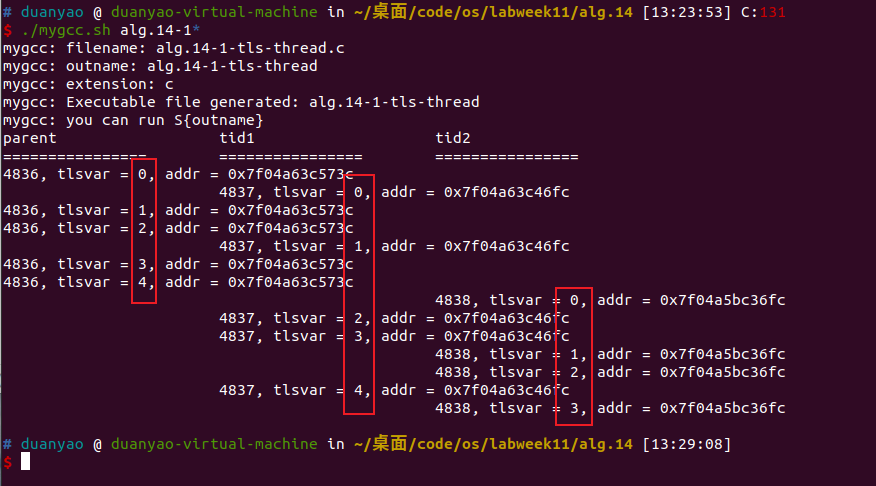 # duanyao @ duanyao-virtual-machine in ~/桌面/code/os/labweek11/alg.14 [13:23:53] C:131
$ ./mygcc.sh alg.14-1*
mygcc: filename: alg.14-1-tls-thread.c
mygcc: outname: alg.14-1-tls-thread
mygcc: extension: c
mygcc: Executable file generated: alg.14-1-tls-thread
mygcc: you can run S{outname}
parent                  tid1                    tid2
================        ================        ================
4836, tlsvar = 0, addr = 0x7f04a63c573c
                        4837, tlsvar = 0, addr = 0x7f04a63c46fc
4836, tlsvar = 1, addr = 0x7f04a63c573c
4836, tlsvar = 2, addr = 0x7f04a63c573c
                        4837, tlsvar = 1, addr = 0x7f04a63c46fc
4836, tlsvar = 3, addr = 0x7f04a63c573c
4836, tlsvar = 4, addr = 0x7f04a63c573c
                                                4838, tlsvar = 0, addr = 0x7f04a5bc36fc
                        4837, tlsvar = 2, addr = 0x7f04a63c46fc
                        4837, tlsvar = 3, addr = 0x7f04a63c46fc
                                                4838, tlsvar = 1, addr = 0x7f04a5bc36fc
                                                4838, tlsvar = 2, addr = 0x7f04a5bc36fc
                        4837, tlsvar = 4, addr = 0x7f04a63c46fc
                                                4838, tlsvar = 3, addr = 0x7f04a5bc36fc
# duanyao @ duanyao-virtual-machine in ~/桌面/code/os/labweek11/alg.14 [13:29:08]
$